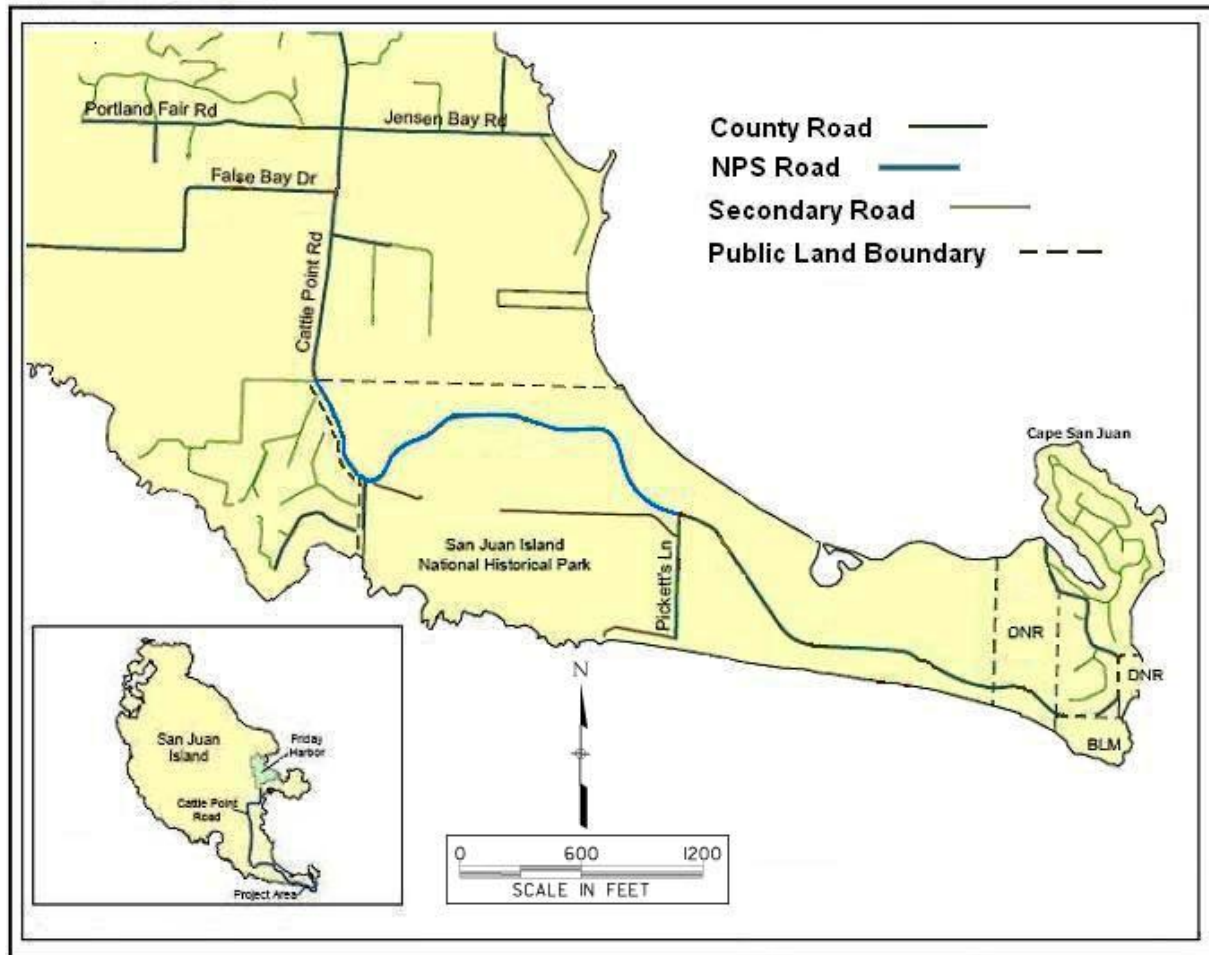 Portland Fair Rd
Jensen Bay Rd
False Bay Dr
Cattle Point Rd
County Road
NPS Road
Secondary Road
Public Land Boundary
Cape San Juan
San Juan Island
National Historical Park
Pickett's Ln
DNR
DNR
BLM
N
San Juan
Island
Friday
Harbor
Cattle Point
Road
Project Area
0 600 1200
SCALE IN FEET